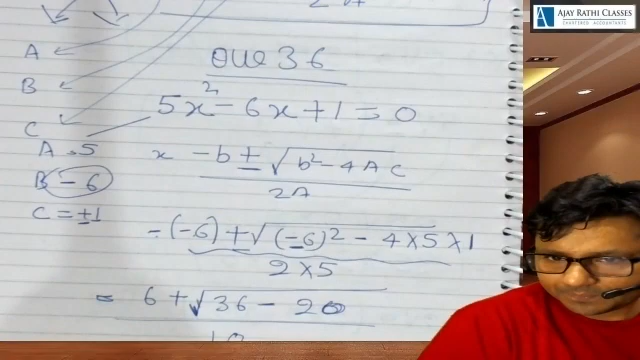 AJAY RATHI CLASSES
CHARTERED ACCOUNTANTS
A
B
C
Que 36
5x² - 6x + 1 = 0
A = 5
B - 6
C = +1
x -b ± √b² - 4AC
2A
= -(-6) ± √(-6)² - 4×5×1
2×5
= 6 ± √36 - 20
10